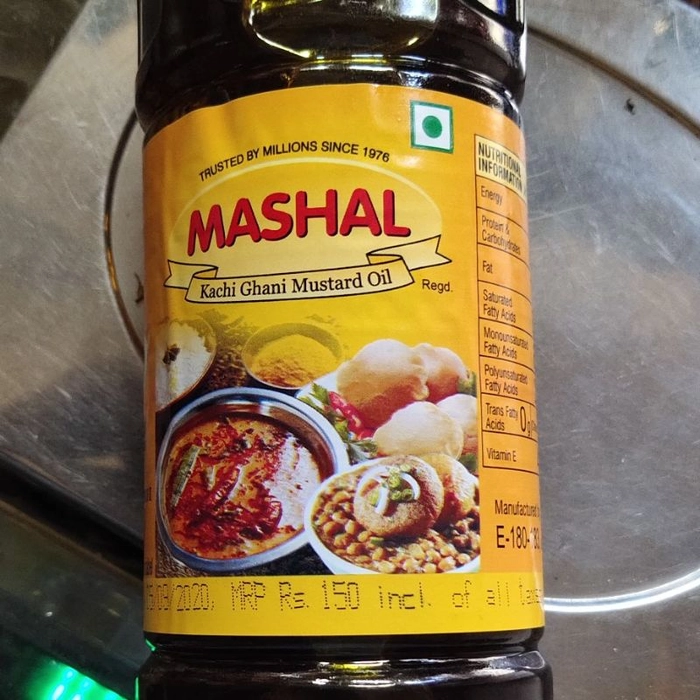 TRUSTED BY MILLIONS SINCE 1976
MASHAL
Kachi Ghani Mustard Oil
Regd.
NUTRITIONAL
INFORMATION
Energy
Protein &
Carbohydrates
Fat
Saturated
Fatty Acids
Monounsaturated
Fatty Acids
Polyunsaturated
Fatty Acids
Trans Fatty
Acids 0g
Vitamin E
Manufactured
E-180-
/2020, MRP Rs. 150 incl. of all